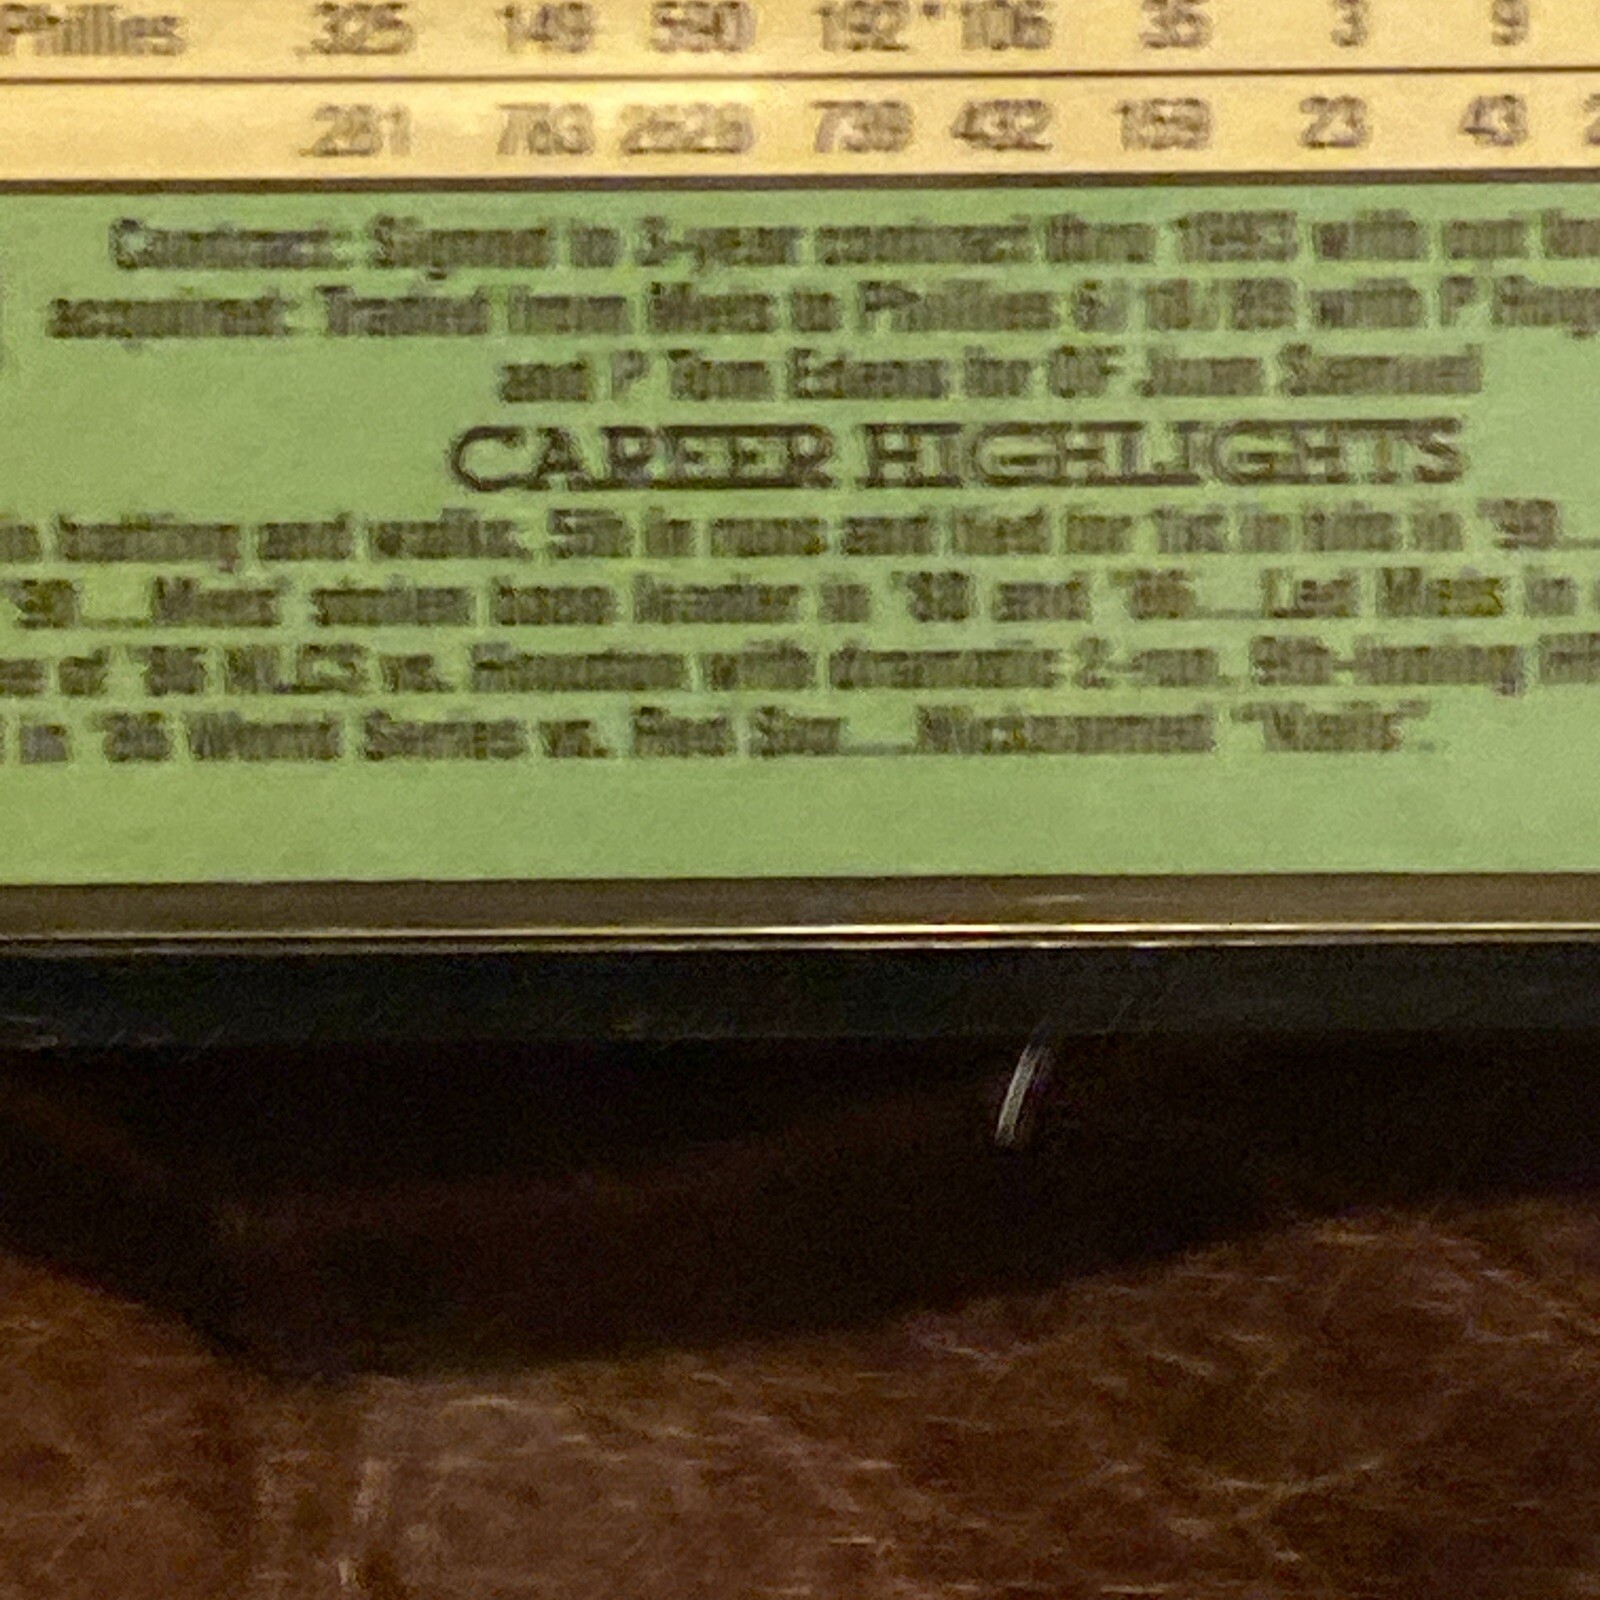 Phillies .325 149 590 192* 106 35 3 9
.281 763 2623 739 432 159 23 43
Contract: Signed to 3-year contract thru 1993 with
acquired: Traded from Mets to Phillies 6/18/89 with P
and P Tom Edens for OF Juan Samuel
CAREER HIGHLIGHTS
batting and walks, 5th in runs and tied for 1st in hits in
Mets' stolen base leader in and Led Mets in
of '86 NLCS vs. Houston with dramatic 2-run, 9th-inning
in '86 World Series vs. Red Sox....Nicknamed "Nails".